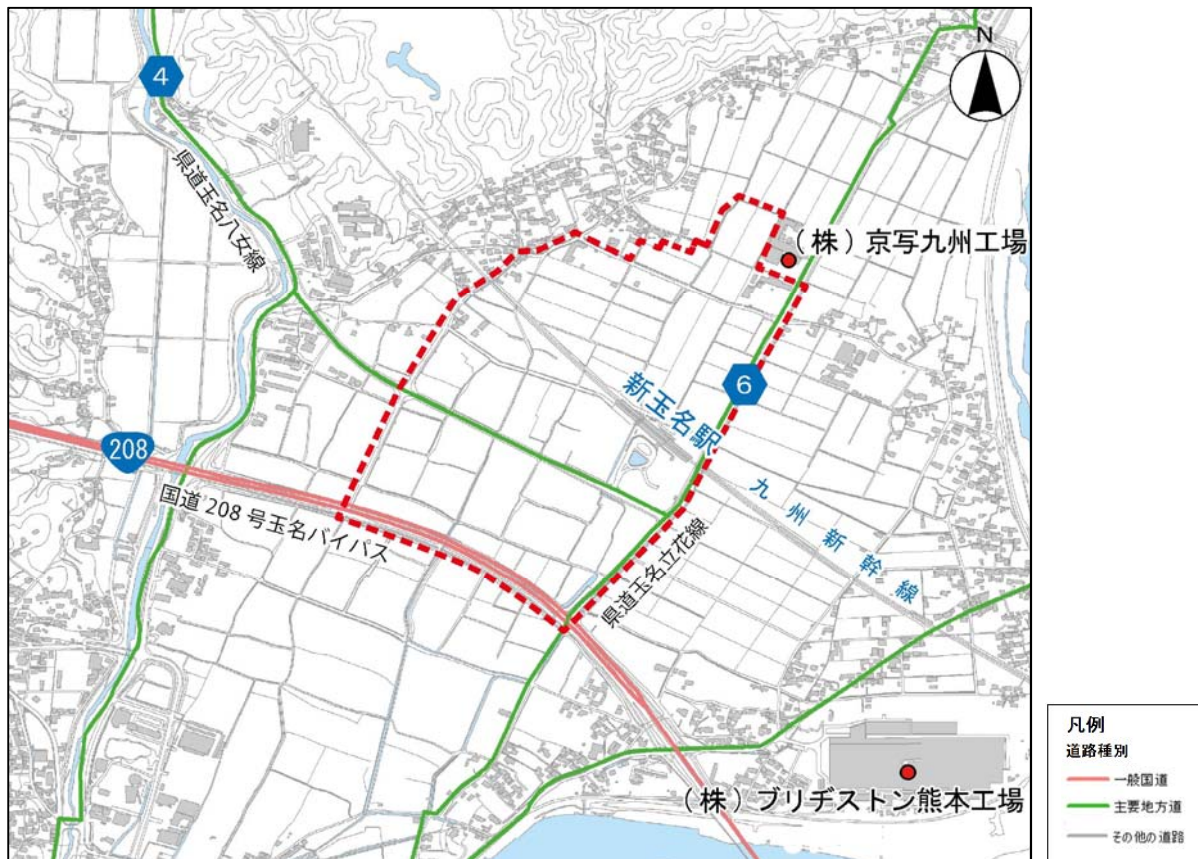 N
4
県道玉名八女線
(株)京写九州工場
6
新玉名駅
208
国道208号玉名バイパス
九州新幹線
県道玉名立花線
(株)ブリヂストン熊本工場
凡例
道路種別
一般国道
主要地方道
その他の道路